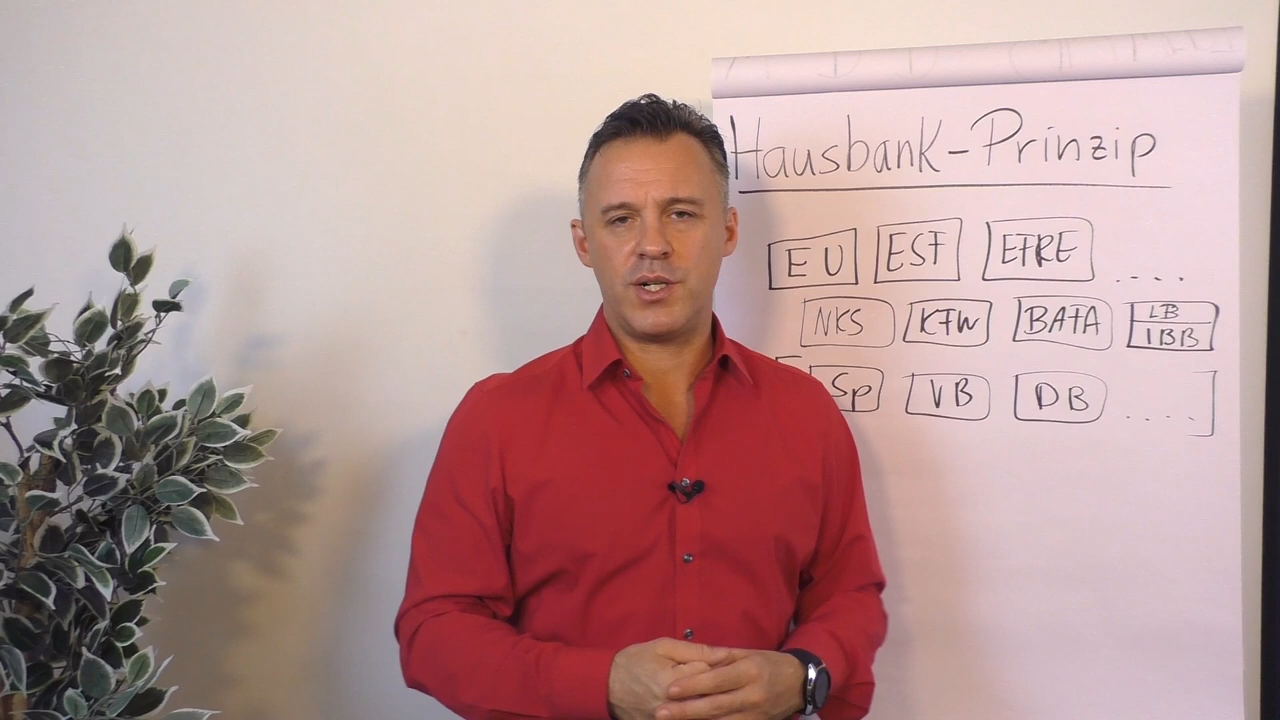 Hausbank-Prinzip
EU ESF EFRE ....
NKS KFW BAFA LB
IBB
Sp VB DB ....